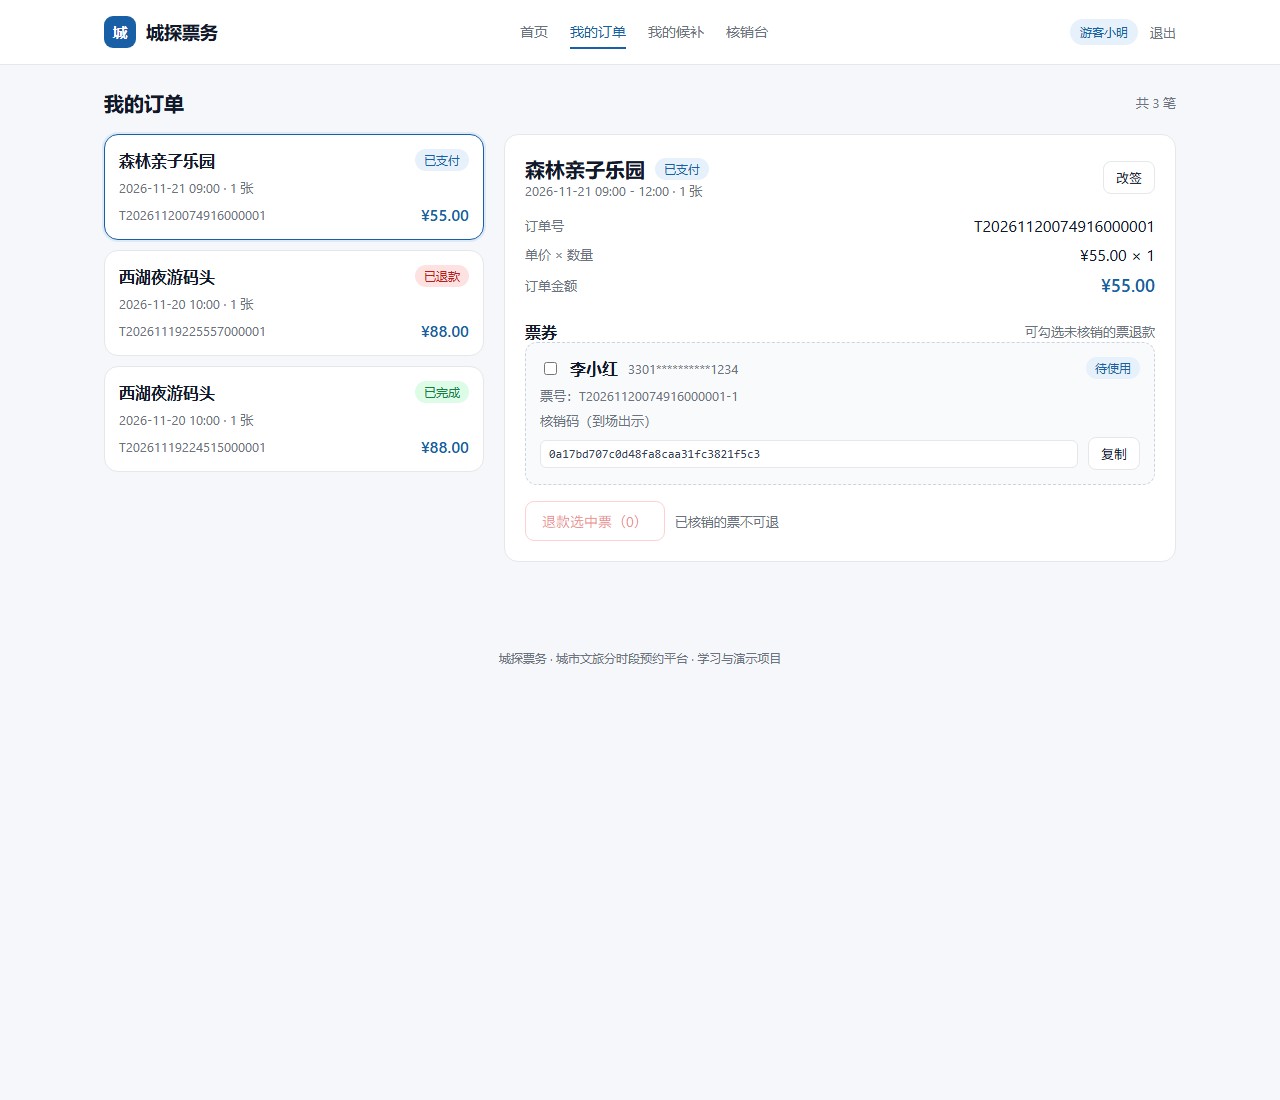 城 城探票务
首页 我的订单 我的候补 核销台
游客小明 退出
我的订单
共 3 笔
森林亲子乐园 已支付
2026-11-21 09:00 · 1 张
T20261120074916000001 ¥55.00
西湖夜游码头 已退款
2026-11-20 10:00 · 1 张
T20261119225557000001 ¥88.00
西湖夜游码头 已完成
2026-11-20 10:00 · 1 张
T20261119224515000001 ¥88.00
森林亲子乐园 已支付
2026-11-21 09:00 - 12:00 · 1 张
改签
订单号 T20261120074916000001
单价 × 数量 ¥55.00 × 1
订单金额 ¥55.00
票券 可勾选未核销的票退款
李小红 3301**********1234 待使用
票号：T20261120074916000001-1
核销码（到场出示）
0a17bd707c0d48fa8caa31fc3821f5c3 复制
退款选中票（0） 已核销的票不可退
城探票务 · 城市文旅分时段预约平台 · 学习与演示项目